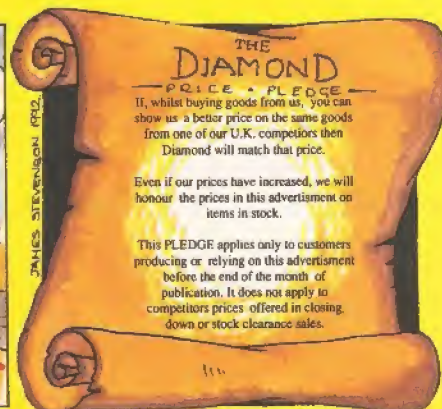 JAMES STEVENSON 1992
THE
DIAMOND
PRICE • PLEDGE
If, whilst buying goods from us, you can
show us a better price on the same goods
from one of our U.K. competiors then
Diamond will match that price.
Even if our prices have increased, we will
honour the prices in this advertisment on
items in stock.
This PLEDGE applies only to customers
producing or relying on this advertisment
before the end of the month of
publication. It does not apply to
competitors prices offered in closing
down or stock clearance sales.